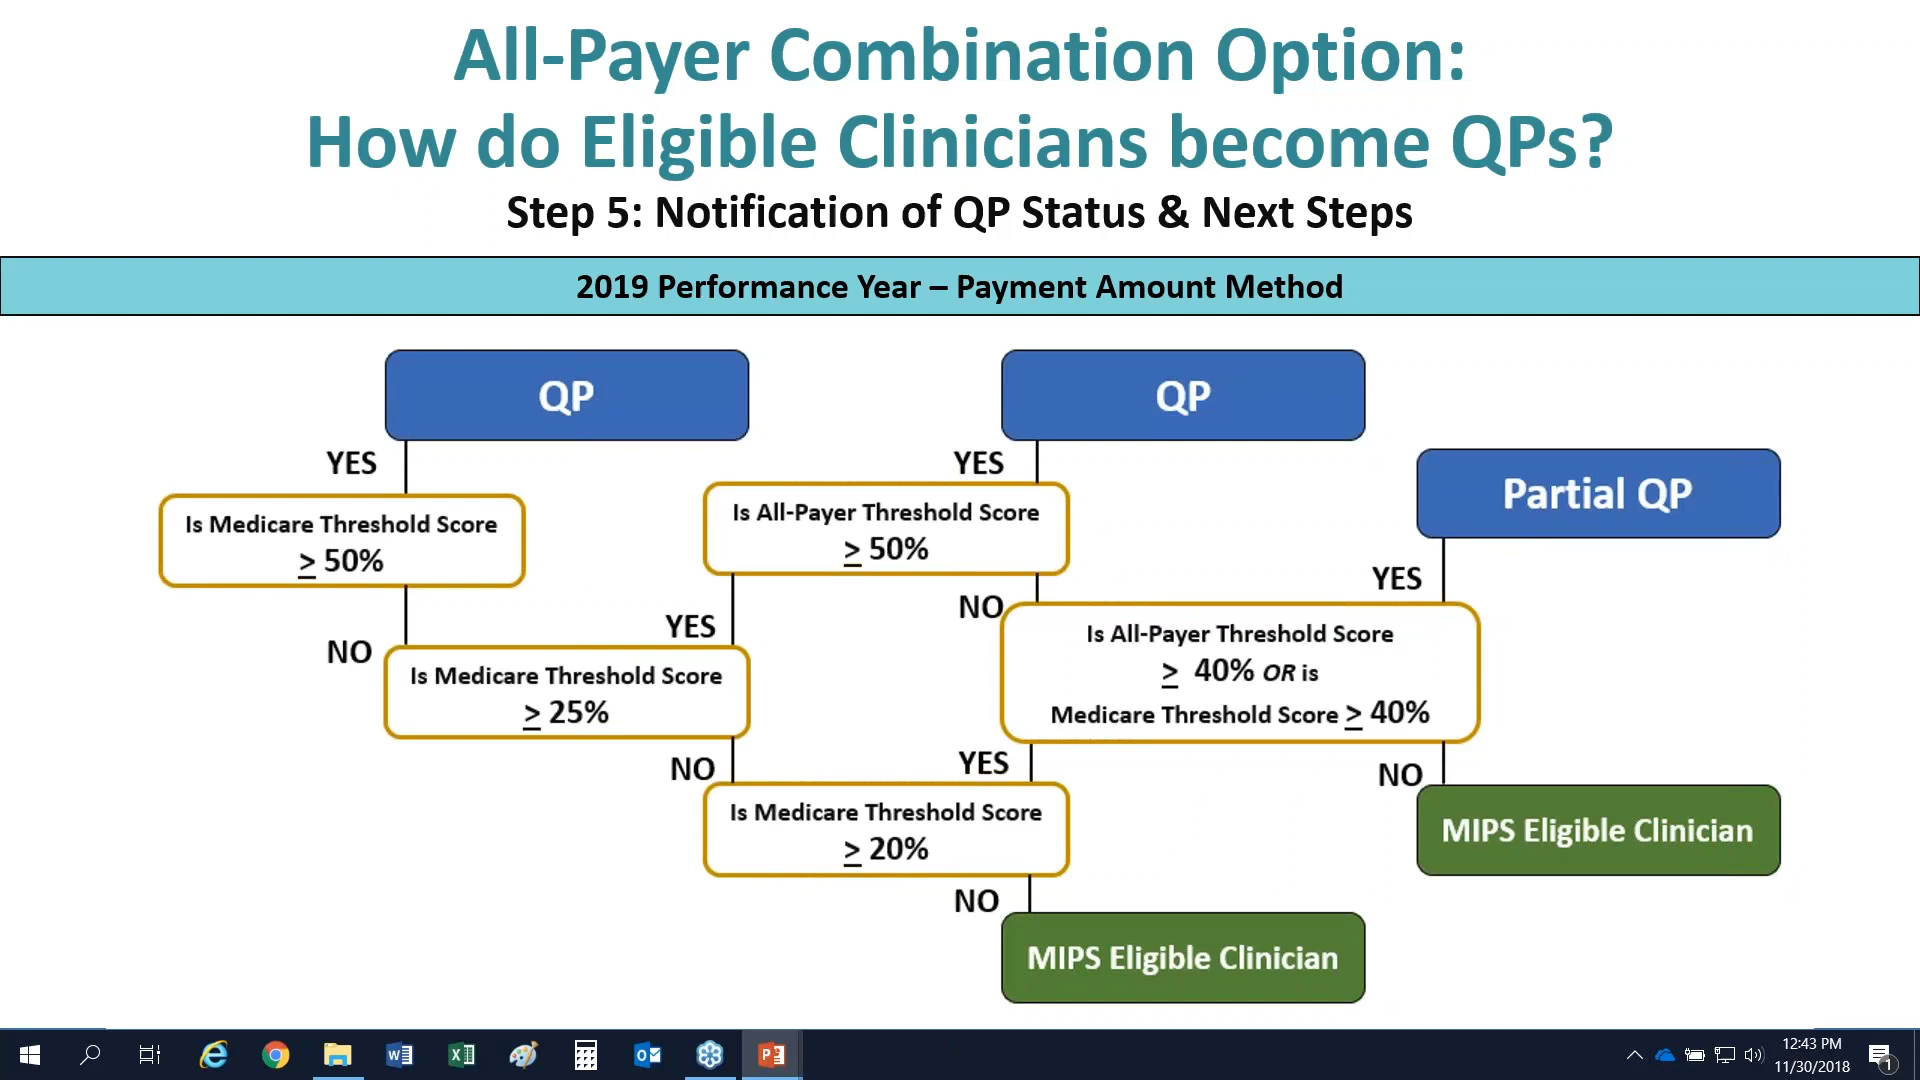 All-Payer Combination Option:
How do Eligible Clinicians become QPs?
Step 5: Notification of QP Status & Next Steps
2019 Performance Year – Payment Amount Method
QP
QP
Partial QP
YES
YES
Is Medicare Threshold Score
≥ 50%
Is All-Payer Threshold Score
≥ 50%
YES
NO
YES
NO
Is Medicare Threshold Score
≥ 25%
Is All-Payer Threshold Score
≥ 40% OR is
Medicare Threshold Score ≥ 40%
NO
YES
NO
Is Medicare Threshold Score
≥ 20%
MIPS Eligible Clinician
NO
MIPS Eligible Clinician
12:43 PM
11/30/2018
1